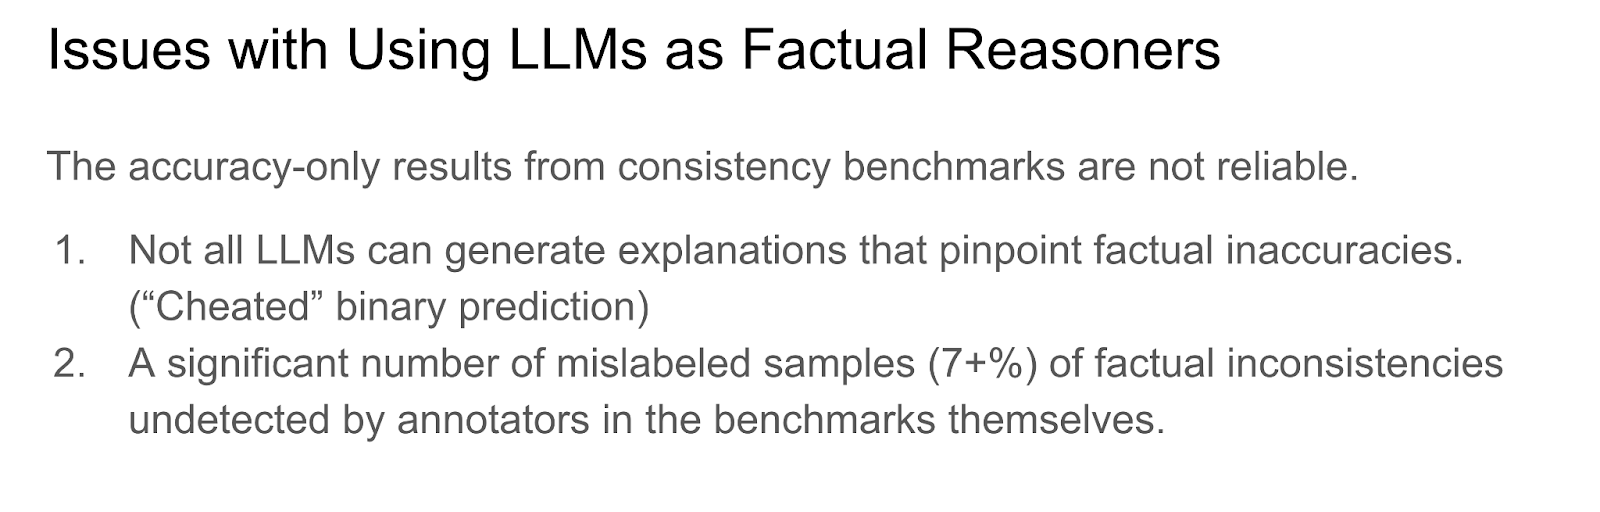 Issues with Using LLMs as Factual Reasoners
The accuracy-only results from consistency benchmarks are not reliable.
1. Not all LLMs can generate explanations that pinpoint factual inaccuracies.
(“Cheated” binary prediction)
2. A significant number of mislabeled samples (7+%) of factual inconsistencies
undetected by annotators in the benchmarks themselves.